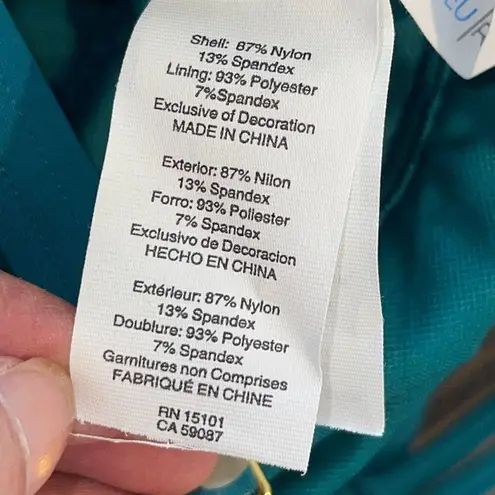 Shell: 87% Nylon
13% Spandex
Lining: 93% Polyester
7%Spandex
Exclusive of Decoration
MADE IN CHINA
Exterior: 87% Nilon
13% Spandex
Forro: 93% Poliester
7% Spandex
Exclusivo de Decoracion
HECHO EN CHINA
Extérieur: 87% Nylon
13% Spandex
Doublure: 93% Polyester
7% Spandex
Garnitures non Comprises
FABRIQUÉ EN CHINE
RN 15101
CA 59087